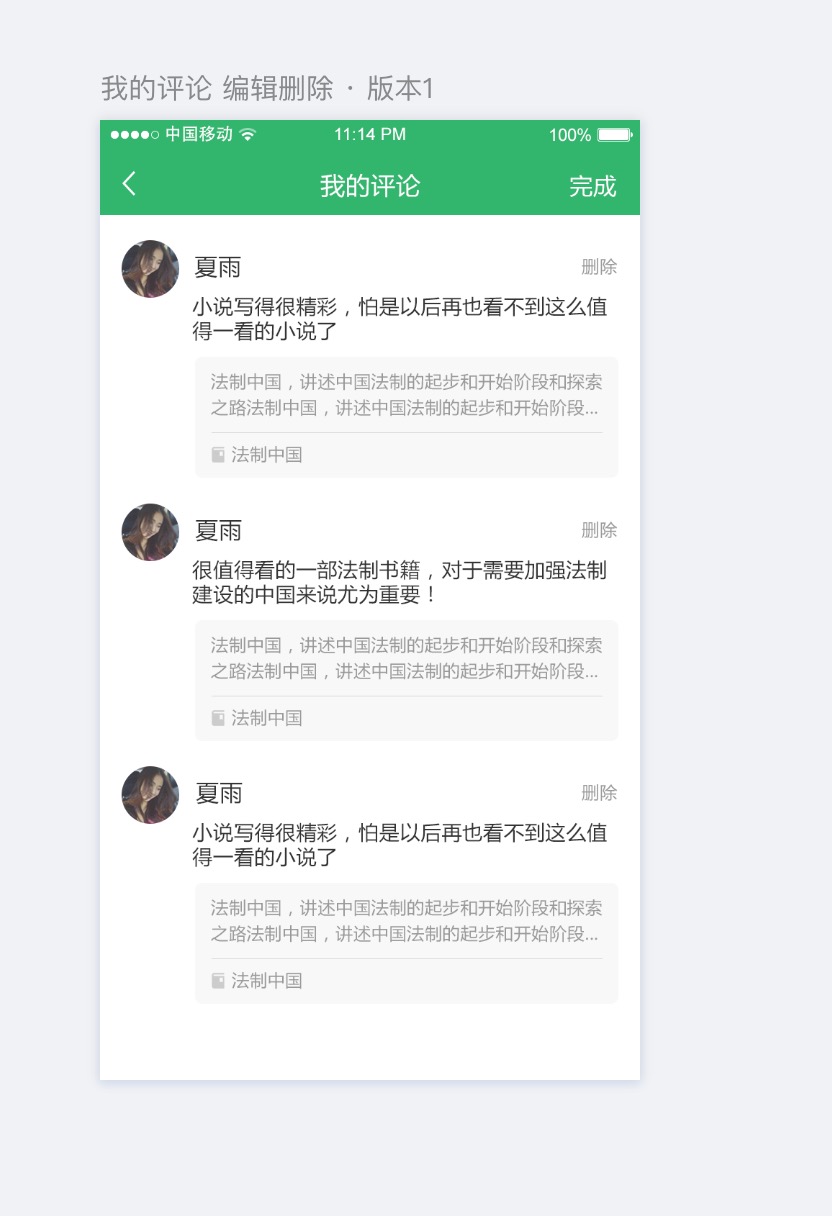 我的评论 编辑删除 · 版本1
中国移动 11:14 PM 100%
我的评论 完成
夏雨 删除
小说写得很精彩，怕是以后再也看不到这么值
得一看的小说了
法制中国，讲述中国法制的起步和开始阶段和探索
之路法制中国，讲述中国法制的起步和开始阶段...
法制中国
夏雨 删除
很值得看的一部法制书籍，对于需要加强法制
建设的中国来说尤为重要！
法制中国，讲述中国法制的起步和开始阶段和探索
之路法制中国，讲述中国法制的起步和开始阶段...
法制中国
夏雨 删除
小说写得很精彩，怕是以后再也看不到这么值
得一看的小说了
法制中国，讲述中国法制的起步和开始阶段和探索
之路法制中国，讲述中国法制的起步和开始阶段...
法制中国